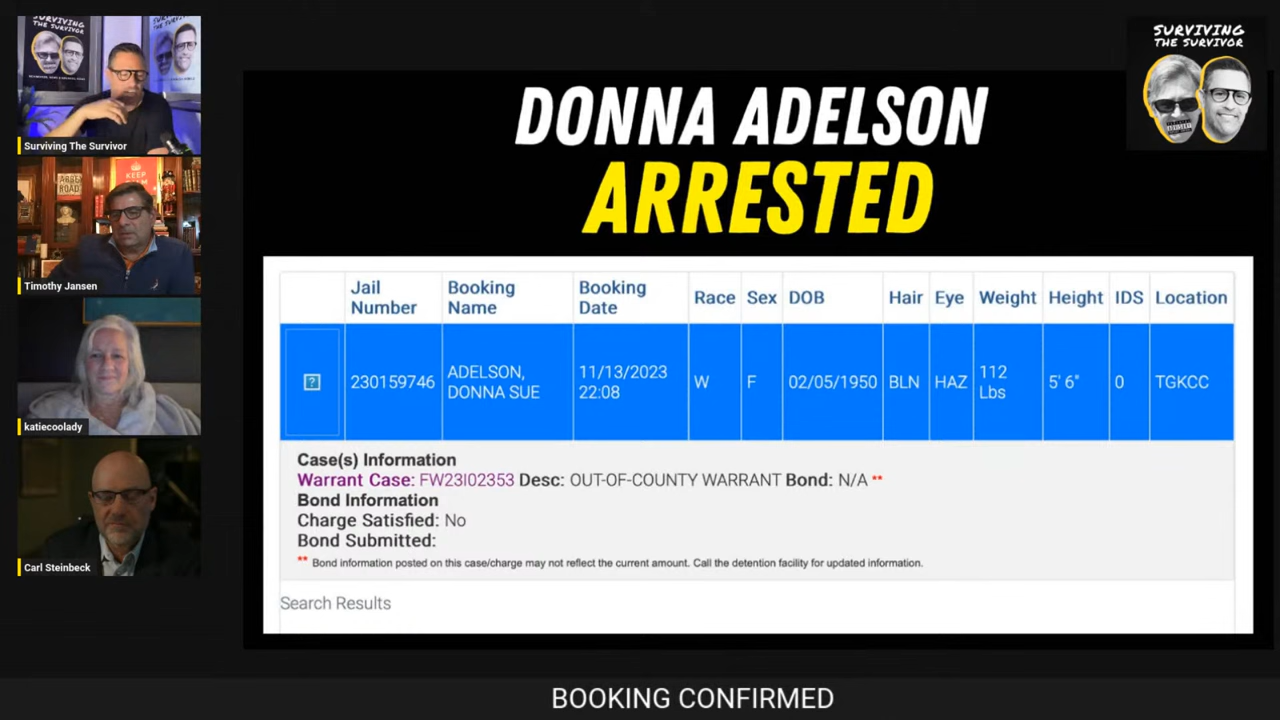 SURVIVING
THE SURVIVOR
DONNA ADELSON
ARRESTED
Surviving The Survivor
ABBEY
ROAD
KEEP
Timothy Jansen
katiecoolady
Carl Steinbeck
Jail Number
Booking Name
Booking Date
Race
Sex
DOB
Hair
Eye
Weight
Height
IDS
Location
?
230159746
ADELSON, DONNA SUE
11/13/2023 22:08
W
F
02/05/1950
BLN
HAZ
112 Lbs
5' 6"
0
TGKCC
Case(s) Information
Warrant Case: FW23I02353 Desc: OUT-OF-COUNTY WARRANT Bond: N/A **
Bond Information
Charge Satisfied: No
Bond Submitted:
** Bond information posted on this case/charge may not reflect the current amount. Call the detention facility for updated information.
Search Results
BOOKING CONFIRMED